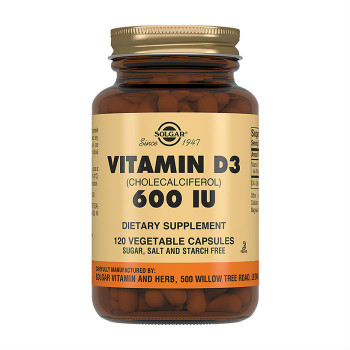 SOLGAR
Since 1947
VITAMIN D3
(CHOLECALCIFEROL)
600 IU
DIETARY SUPPLEMENT
120 VEGETABLE CAPSULES
SUGAR, SALT AND STARCH FREE
CAREFULLY MANUFACTURED BY:
SOLGAR VITAMIN AND HERB, 500 WILLOW TREE ROAD,